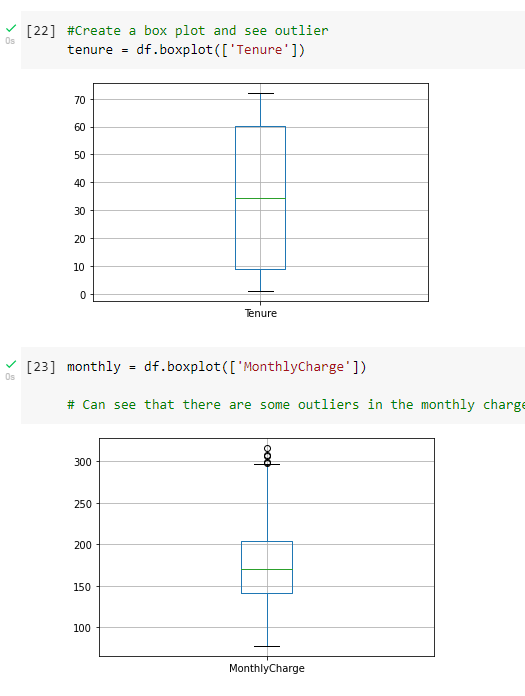 [22] #Create a box plot and see outlier
0s
tenure = df.boxplot(['Tenure'])
70
60
50
40
30
20
10
0
Tenure
[23] monthly = df.boxplot(['MonthlyCharge'])
0s
# Can see that there are some outliers in the monthly charge
300
250
200
150
100
MonthlyCharge